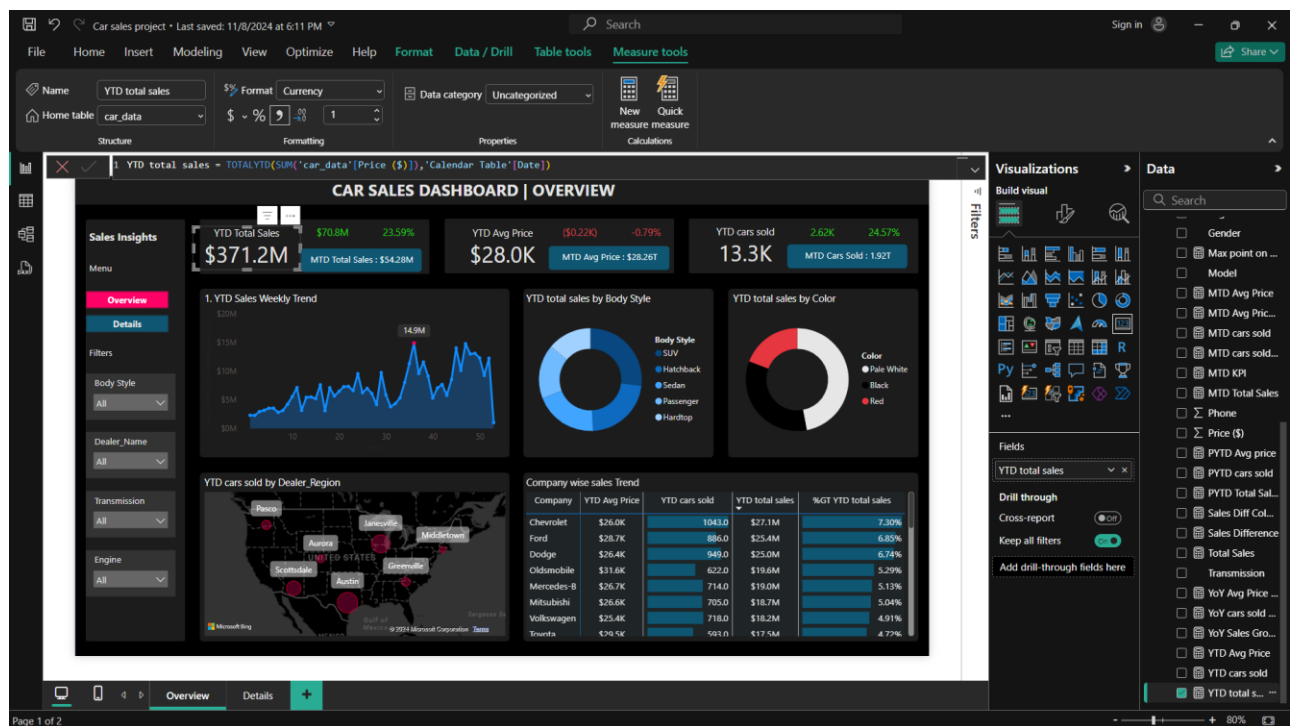 Car sales project • Last saved: 11/8/2024 at 6:11 PM
Search
Sign in
File Home Insert Modeling View Optimize Help Format Data / Drill Table tools Measure tools
Share
Name YTD total sales
Home table car_data
Structure
$% Format Currency
$ % 9 .00 1
Formatting
Data category Uncategorized
Properties
New measure
Quick measure
Calculations
1 YTD total sales = TOTALYTD(SUM('car_data'[Price ($)]),'Calendar Table'[Date])
CAR SALES DASHBOARD | OVERVIEW
Sales Insights
Menu
Overview
Details
Filters
Body Style
All
Dealer_Name
All
Transmission
All
Engine
All
YTD Total Sales $70.8M 23.59%
$371.2M MTD Total Sales : $54.28M
YTD Avg Price ($0.22K) -0.79%
$28.0K MTD Avg Price : $28.26T
YTD cars sold 2.62K 24.57%
13.3K MTD Cars Sold : 1.92T
1. YTD Sales Weekly Trend
$20M
$15M
$10M
$5M
$0M
14.9M
10 20 30 40 50
YTD total sales by Body Style
Body Style
SUV
Hatchback
Sedan
Passenger
Hardtop
YTD total sales by Color
Color
Pale White
Black
Red
YTD cars sold by Dealer_Region
Pasco
Janesville
Middletown
Aurora
UNITED STATES
Scottsdale
Greenville
Austin
Gulf of
Microsoft Bing
© 2024 Microsoft Corporation Terms
Company wise sales Trend
Company YTD Avg Price YTD cars sold YTD total sales %GT YTD total sales
Chevrolet $26.0K 1043.0 $27.1M 7.30%
Ford $28.7K 886.0 $25.4M 6.85%
Dodge $26.4K 949.0 $25.0M 6.74%
Oldsmobile $31.6K 622.0 $19.6M 5.29%
Mercedes-B $26.7K 714.0 $19.0M 5.13%
Mitsubishi $26.6K 705.0 $18.7M 5.04%
Volkswagen $25.4K 718.0 $18.2M 4.91%
Toyota $29.5K 593.0 $17.5M 4.72%
Filters
Visualizations
Build visual
R
Py
Fields
YTD total sales
Drill through
Cross-report Off
Keep all filters On
Add drill-through fields here
Data
Search
Gender
Max point on ...
Model
MTD Avg Price
MTD Avg Pric...
MTD cars sold
MTD cars sold...
MTD KPI
MTD Total Sales
Phone
Price ($)
PYTD Avg price
PYTD cars sold
PYTD Total Sal...
Sales Diff Col...
Sales Difference
Total Sales
Transmission
YoY Avg Price ...
YoY cars sold ...
YoY Sales Gro...
YTD Avg Price
YTD cars sold
YTD total s... ...
Overview Details +
Page 1 of 2
- + 80%